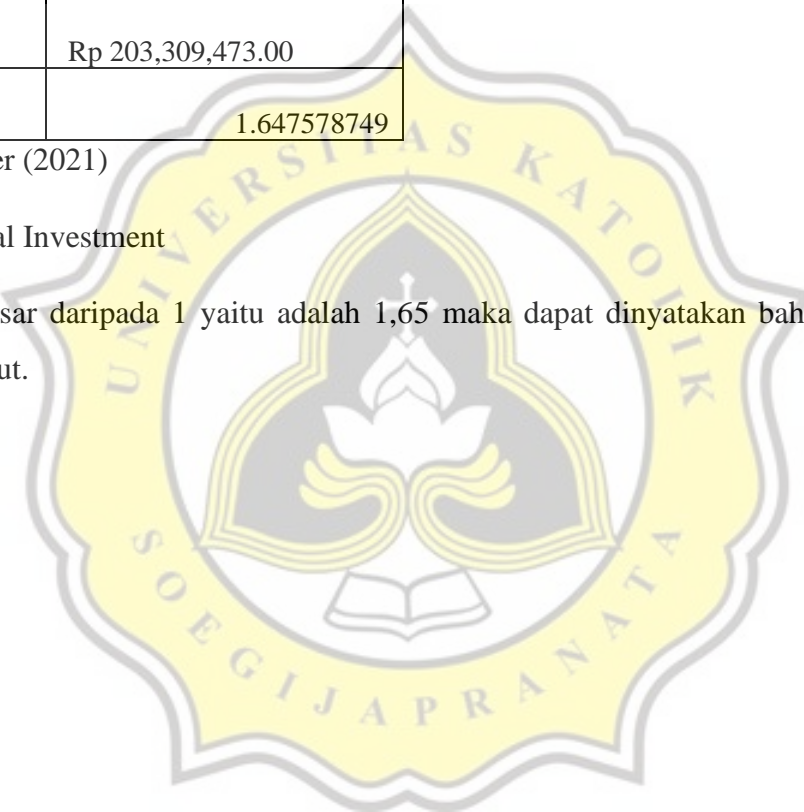 Rp 203,309,473.00
1.647578749
er (2021)
al Investment
sar daripada 1 yaitu adalah 1,65 maka dapat dinyatakan bah
ut.
UNIVERSITAS KATOLIK
SOEGIJAPRANATA